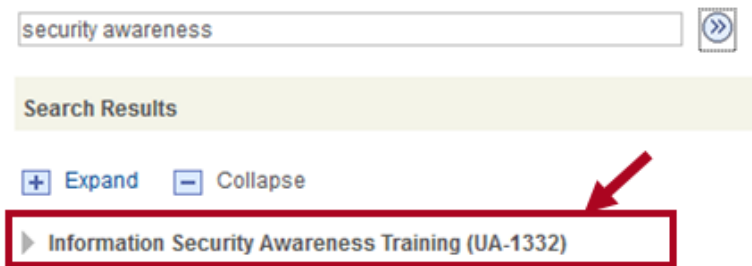 security awareness
Search Results
Expand Collapse
Information Security Awareness Training (UA-1332)